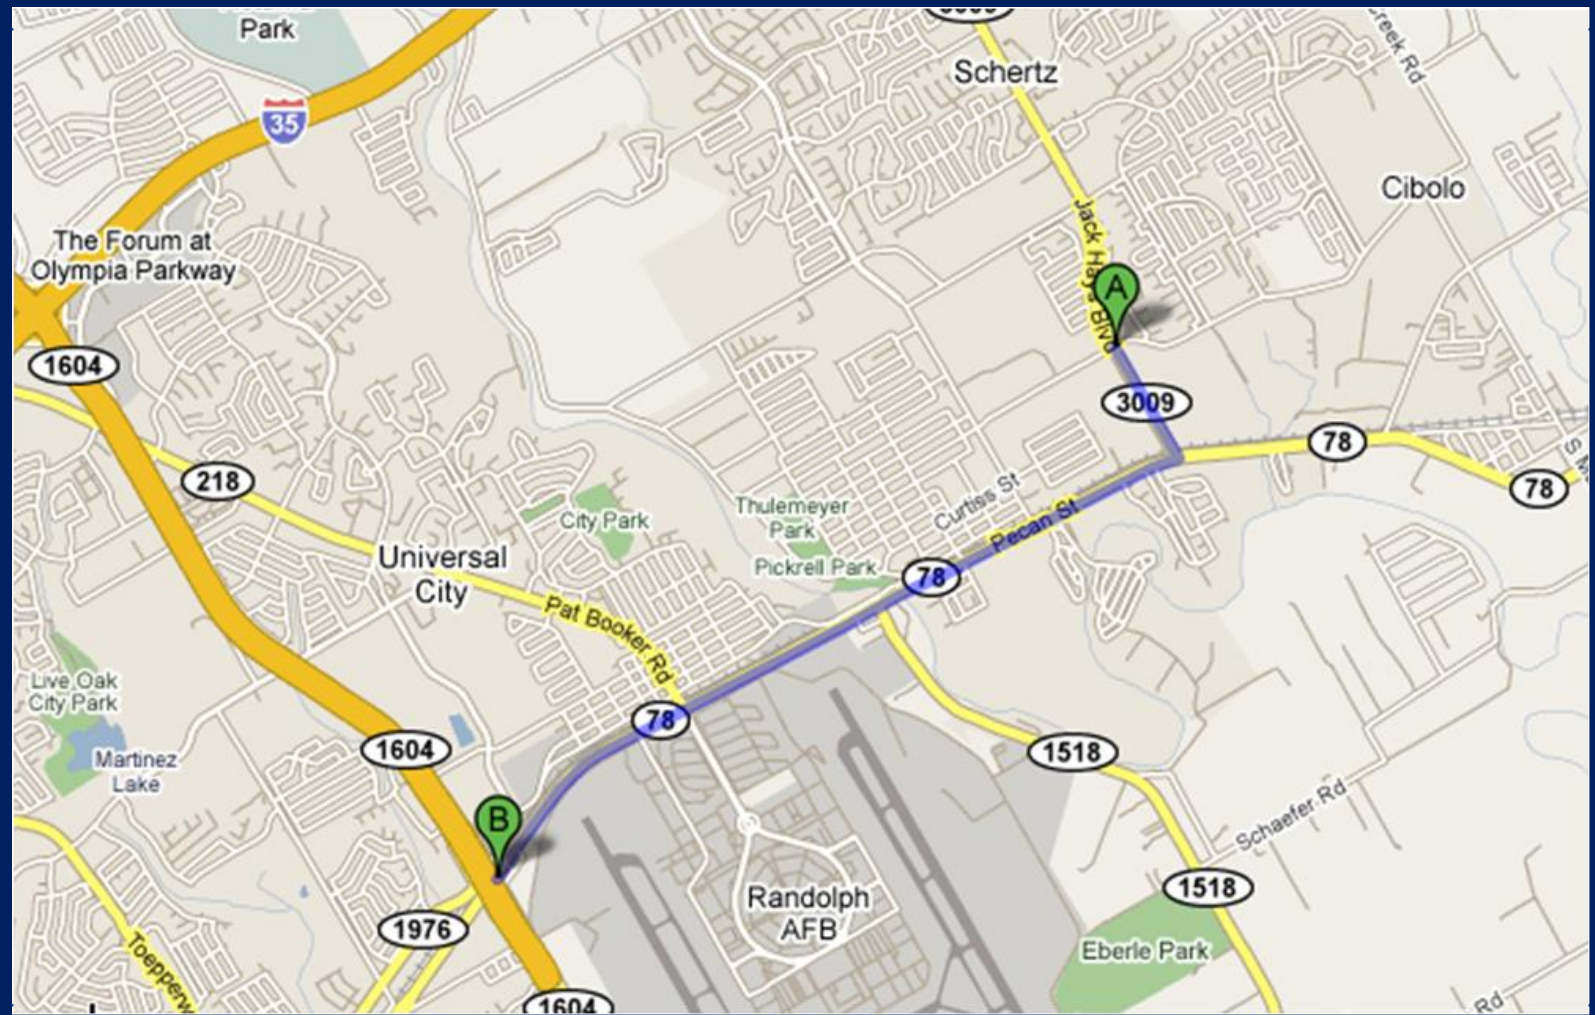 Park
Schertz
Creek Rd
35
Cibolo
Jack Hays Blvd
The Forum at
Olympia Parkway
A
1604
3009
78
218
78
Curtiss St
Pecan St
City Park
Thulemeyer
Park
Pickrell Park
78
Universal
City
Pat Booker Rd
Live Oak
City Park
78
1604
1518
Martinez
Lake
B
Schaefer Rd
1518
Randolph
AFB
1976
Eberle Park
1604
Rd